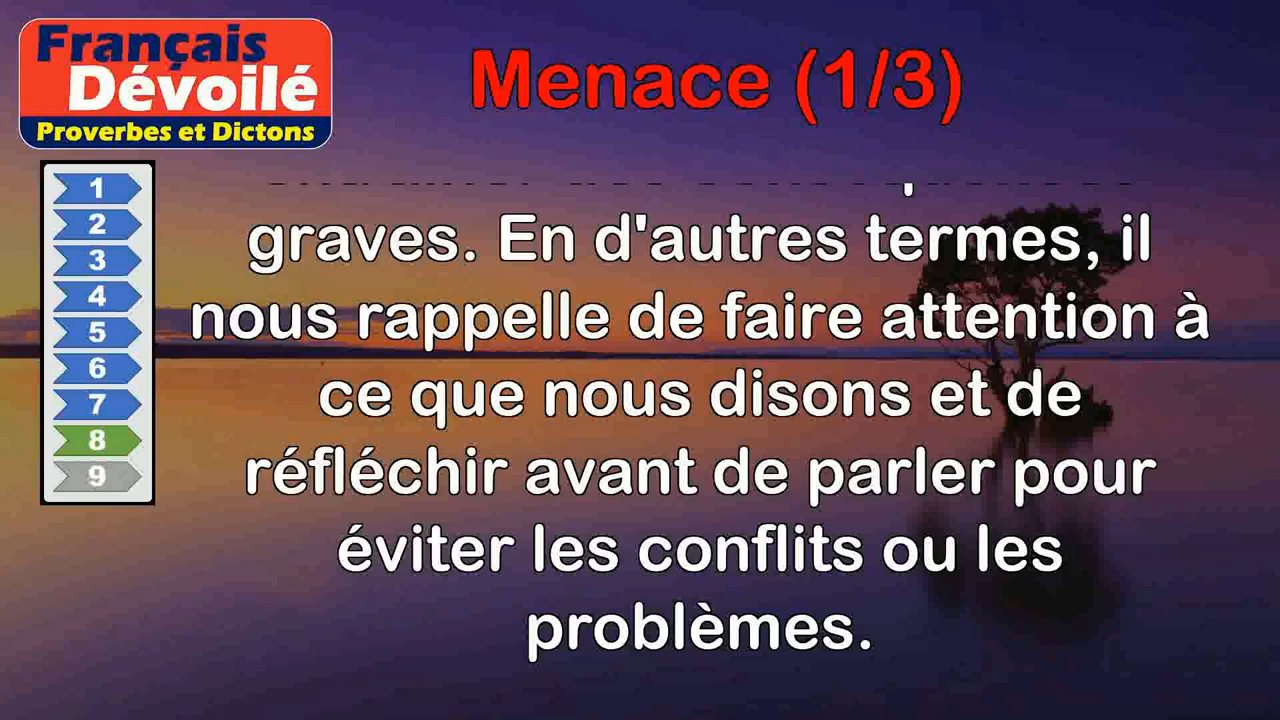 Français
Dévoilé
Proverbes et Dictons
Menace (1/3)
1
2
3
4
5
6
7
8
9
graves. En d'autres termes, il
nous rappelle de faire attention à
ce que nous disons et de
réfléchir avant de parler pour
éviter les conflits ou les
problèmes.